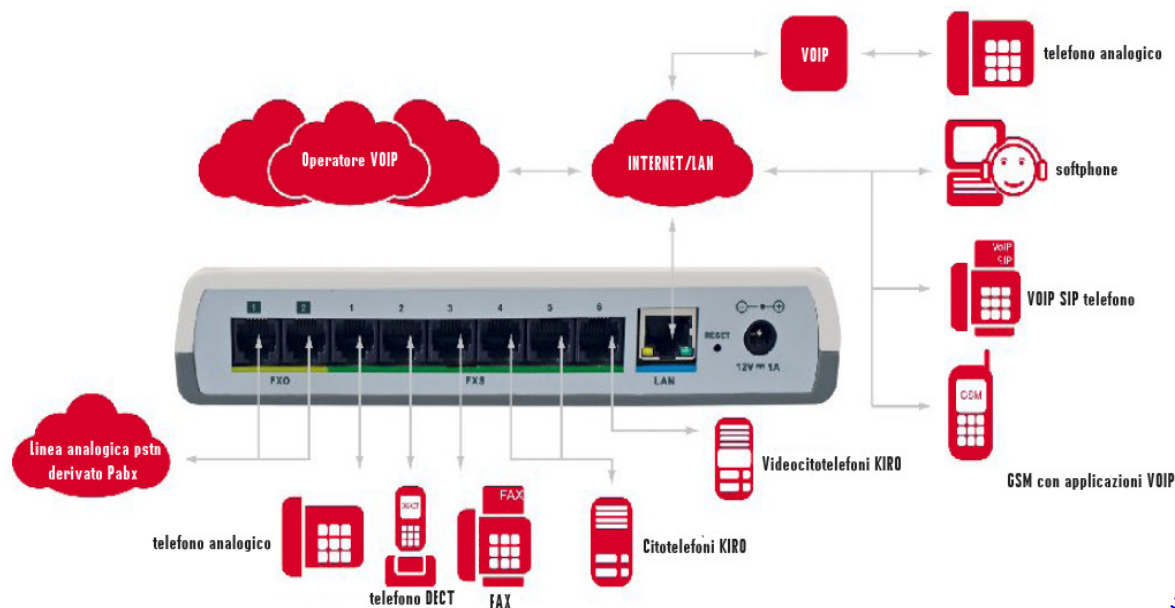 VOIP
telefono analogico
Operatore VOIP
INTERNET/LAN
softphone
VoIP
SIP
VOIP SIP telefono
1 2 1 2 3 4 5 6
RESET
12V 1A
FXO FXS LAN
GSM
Linea analogica pstn
derivato Pabx
Videocitotelefoni KIRO
GSM con applicazioni VOIP
telefono analogico
DECT
FAX
Citotelefoni KIRO
telefono DECT
FAX